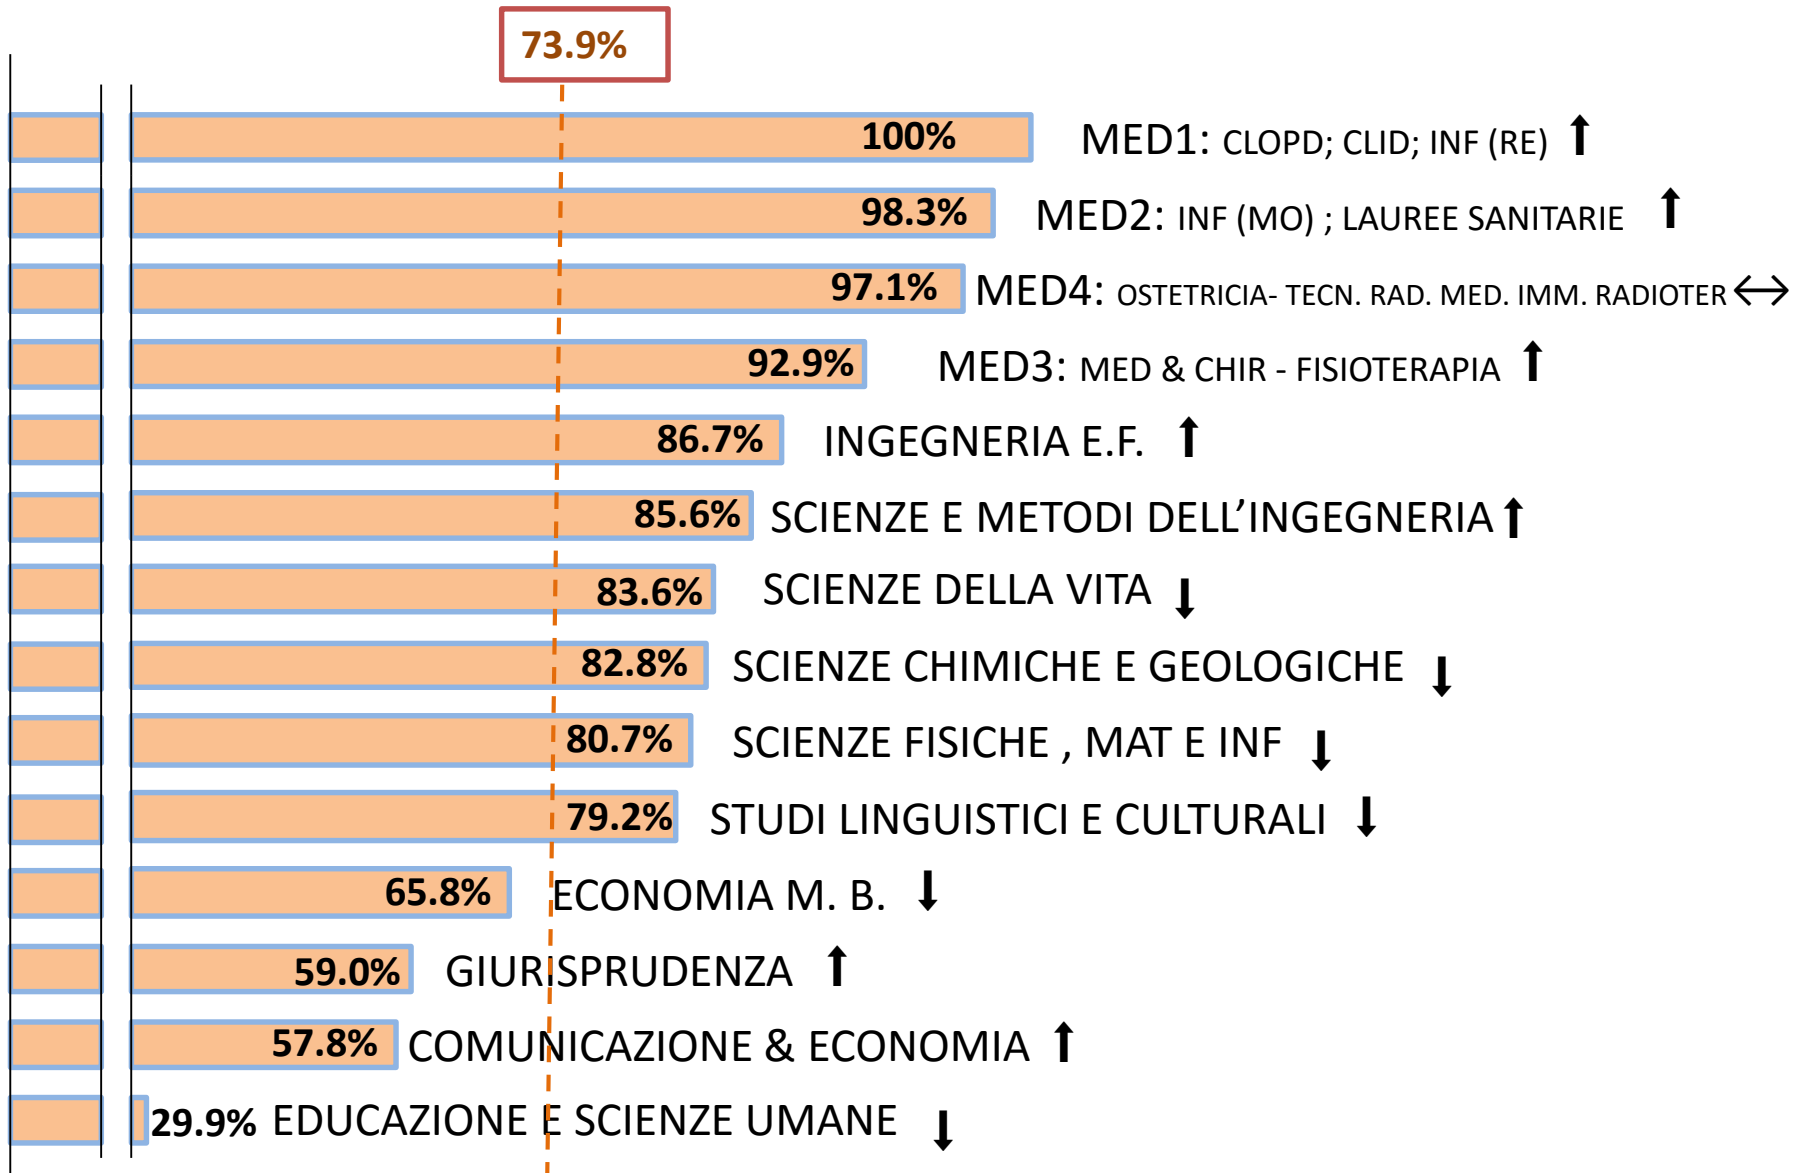 73.9%
100% MED1: CLOPD; CLID; INF (RE)
98.3% MED2: INF (MO) ; LAUREE SANITARIE
97.1% MED4: OSTETRICIA- TECN. RAD. MED. IMM. RADIOTER
92.9% MED3: MED & CHIR - FISIOTERAPIA
86.7% INGEGNERIA E.F.
85.6% SCIENZE E METODI DELL’INGEGNERIA
83.6% SCIENZE DELLA VITA
82.8% SCIENZE CHIMICHE E GEOLOGICHE
80.7% SCIENZE FISICHE , MAT E INF
79.2% STUDI LINGUISTICI E CULTURALI
65.8% ECONOMIA M. B.
59.0% GIURISPRUDENZA
57.8% COMUNICAZIONE & ECONOMIA
29.9% EDUCAZIONE E SCIENZE UMANE